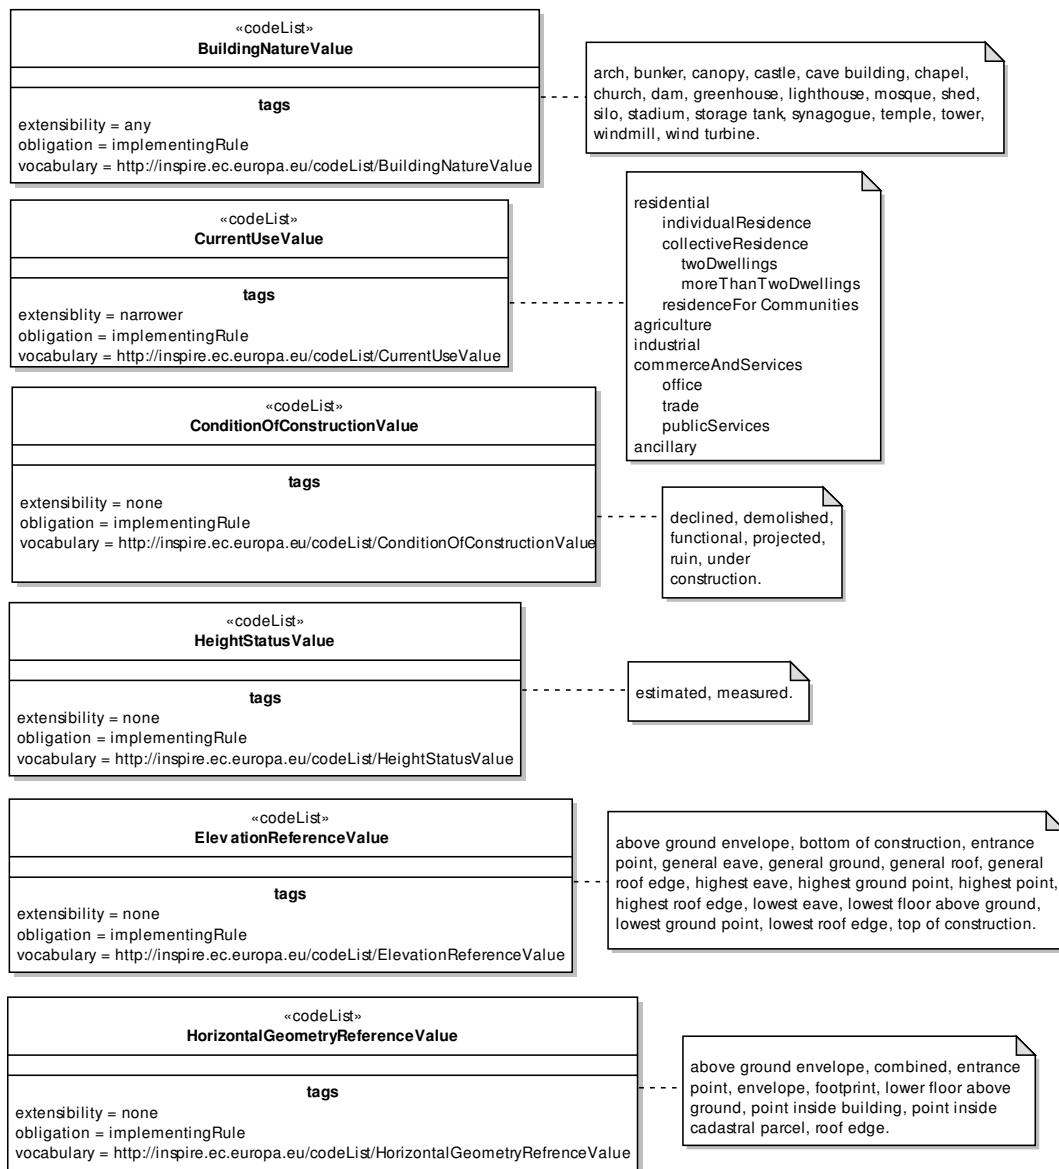 «codeList»
BuildingNatureValue
tags
extensibility = any
obligation = implementingRule
vocabulary = http://inspire.ec.europa.eu/codeList/BuildingNatureValue
arch, bunker, canopy, castle, cave building, chapel,
church, dam, greenhouse, lighthouse, mosque, shed,
silo, stadium, storage tank, synagogue, temple, tower,
windmill, wind turbine.
«codeList»
CurrentUseValue
tags
extensiblity = narrower
obligation = implementingRule
vocabulary = http://inspire.ec.europa.eu/codeList/CurrentUseValue
residential
individualResidence
collectiveResidence
twoDwellings
moreThanTwoDwellings
residenceFor Communities
agriculture
industrial
commerceAndServices
office
trade
publicServices
ancillary
«codeList»
ConditionOfConstructionValue
tags
extensibility = none
obligation = implementingRule
vocabulary = http://inspire.ec.europa.eu/codeList/ConditionOfConstructionValue
declined, demolished,
functional, projected,
ruin, under
construction.
«codeList»
HeightStatusValue
tags
extensibility = none
obligation = implementingRule
vocabulary = http://inspire.ec.europa.eu/codeList/HeightStatusValue
estimated, measured.
«codeList»
ElevationReferenceValue
tags
extensibility = none
obligation = implementingRule
vocabulary = http://inspire.ec.europa.eu/codeList/ElevationReferenceValue
above ground envelope, bottom of construction, entrance
point, general eave, general ground, general roof, general
roof edge, highest eave, highest ground point, highest point,
highest roof edge, lowest eave, lowest floor above ground,
lowest ground point, lowest roof edge, top of construction.
«codeList»
HorizontalGeometryReferenceValue
tags
extensibility = none
obligation = implementingRule
vocabulary = http://inspire.ec.europa.eu/codeList/HorizontalGeometryRefrenceValue
above ground envelope, combined, entrance
point, envelope, footprint, lower floor above
ground, point inside building, point inside
cadastral parcel, roof edge.